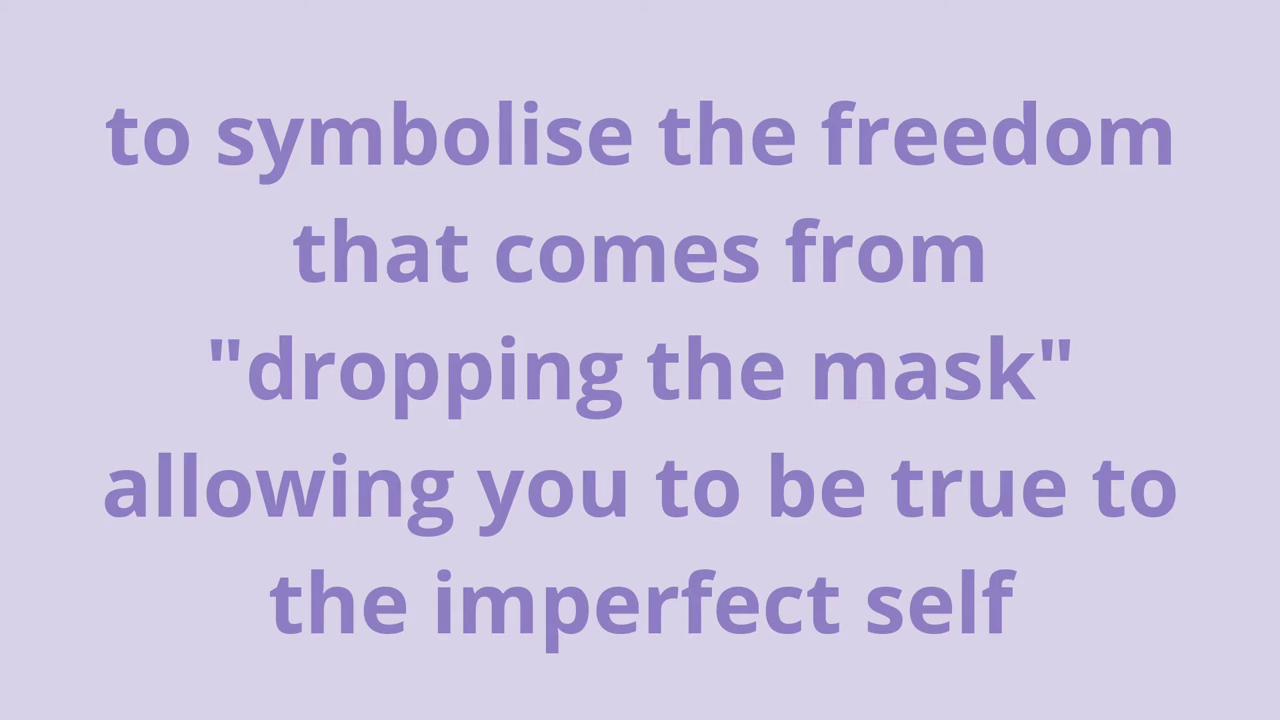 to symbolise the freedom
that comes from
"dropping the mask"
allowing you to be true to
the imperfect self